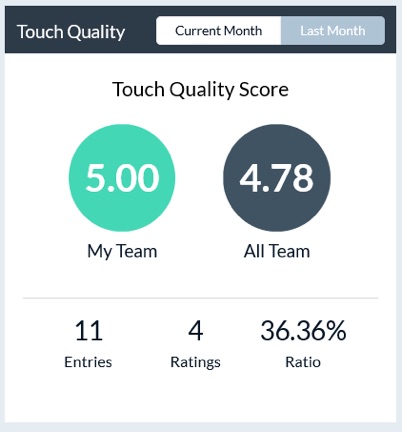 Touch Quality
Current Month
Last Month
Touch Quality Score
5.00
4.78
My Team
All Team
11
4
36.36%
Entries
Ratings
Ratio